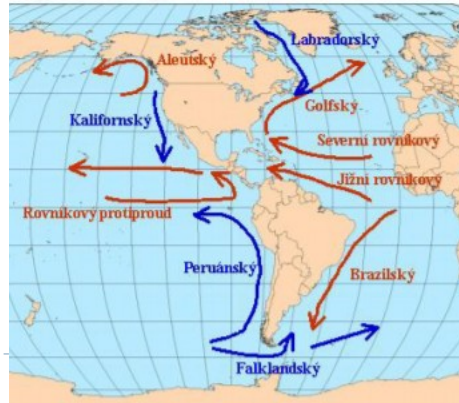 Labradorský
Aleutský
Golfský
Kalifornský
Severní rovníkový
Jižní rovníkový
Rovníkový protiproud
Peruánský
Brazilský
Falklandský